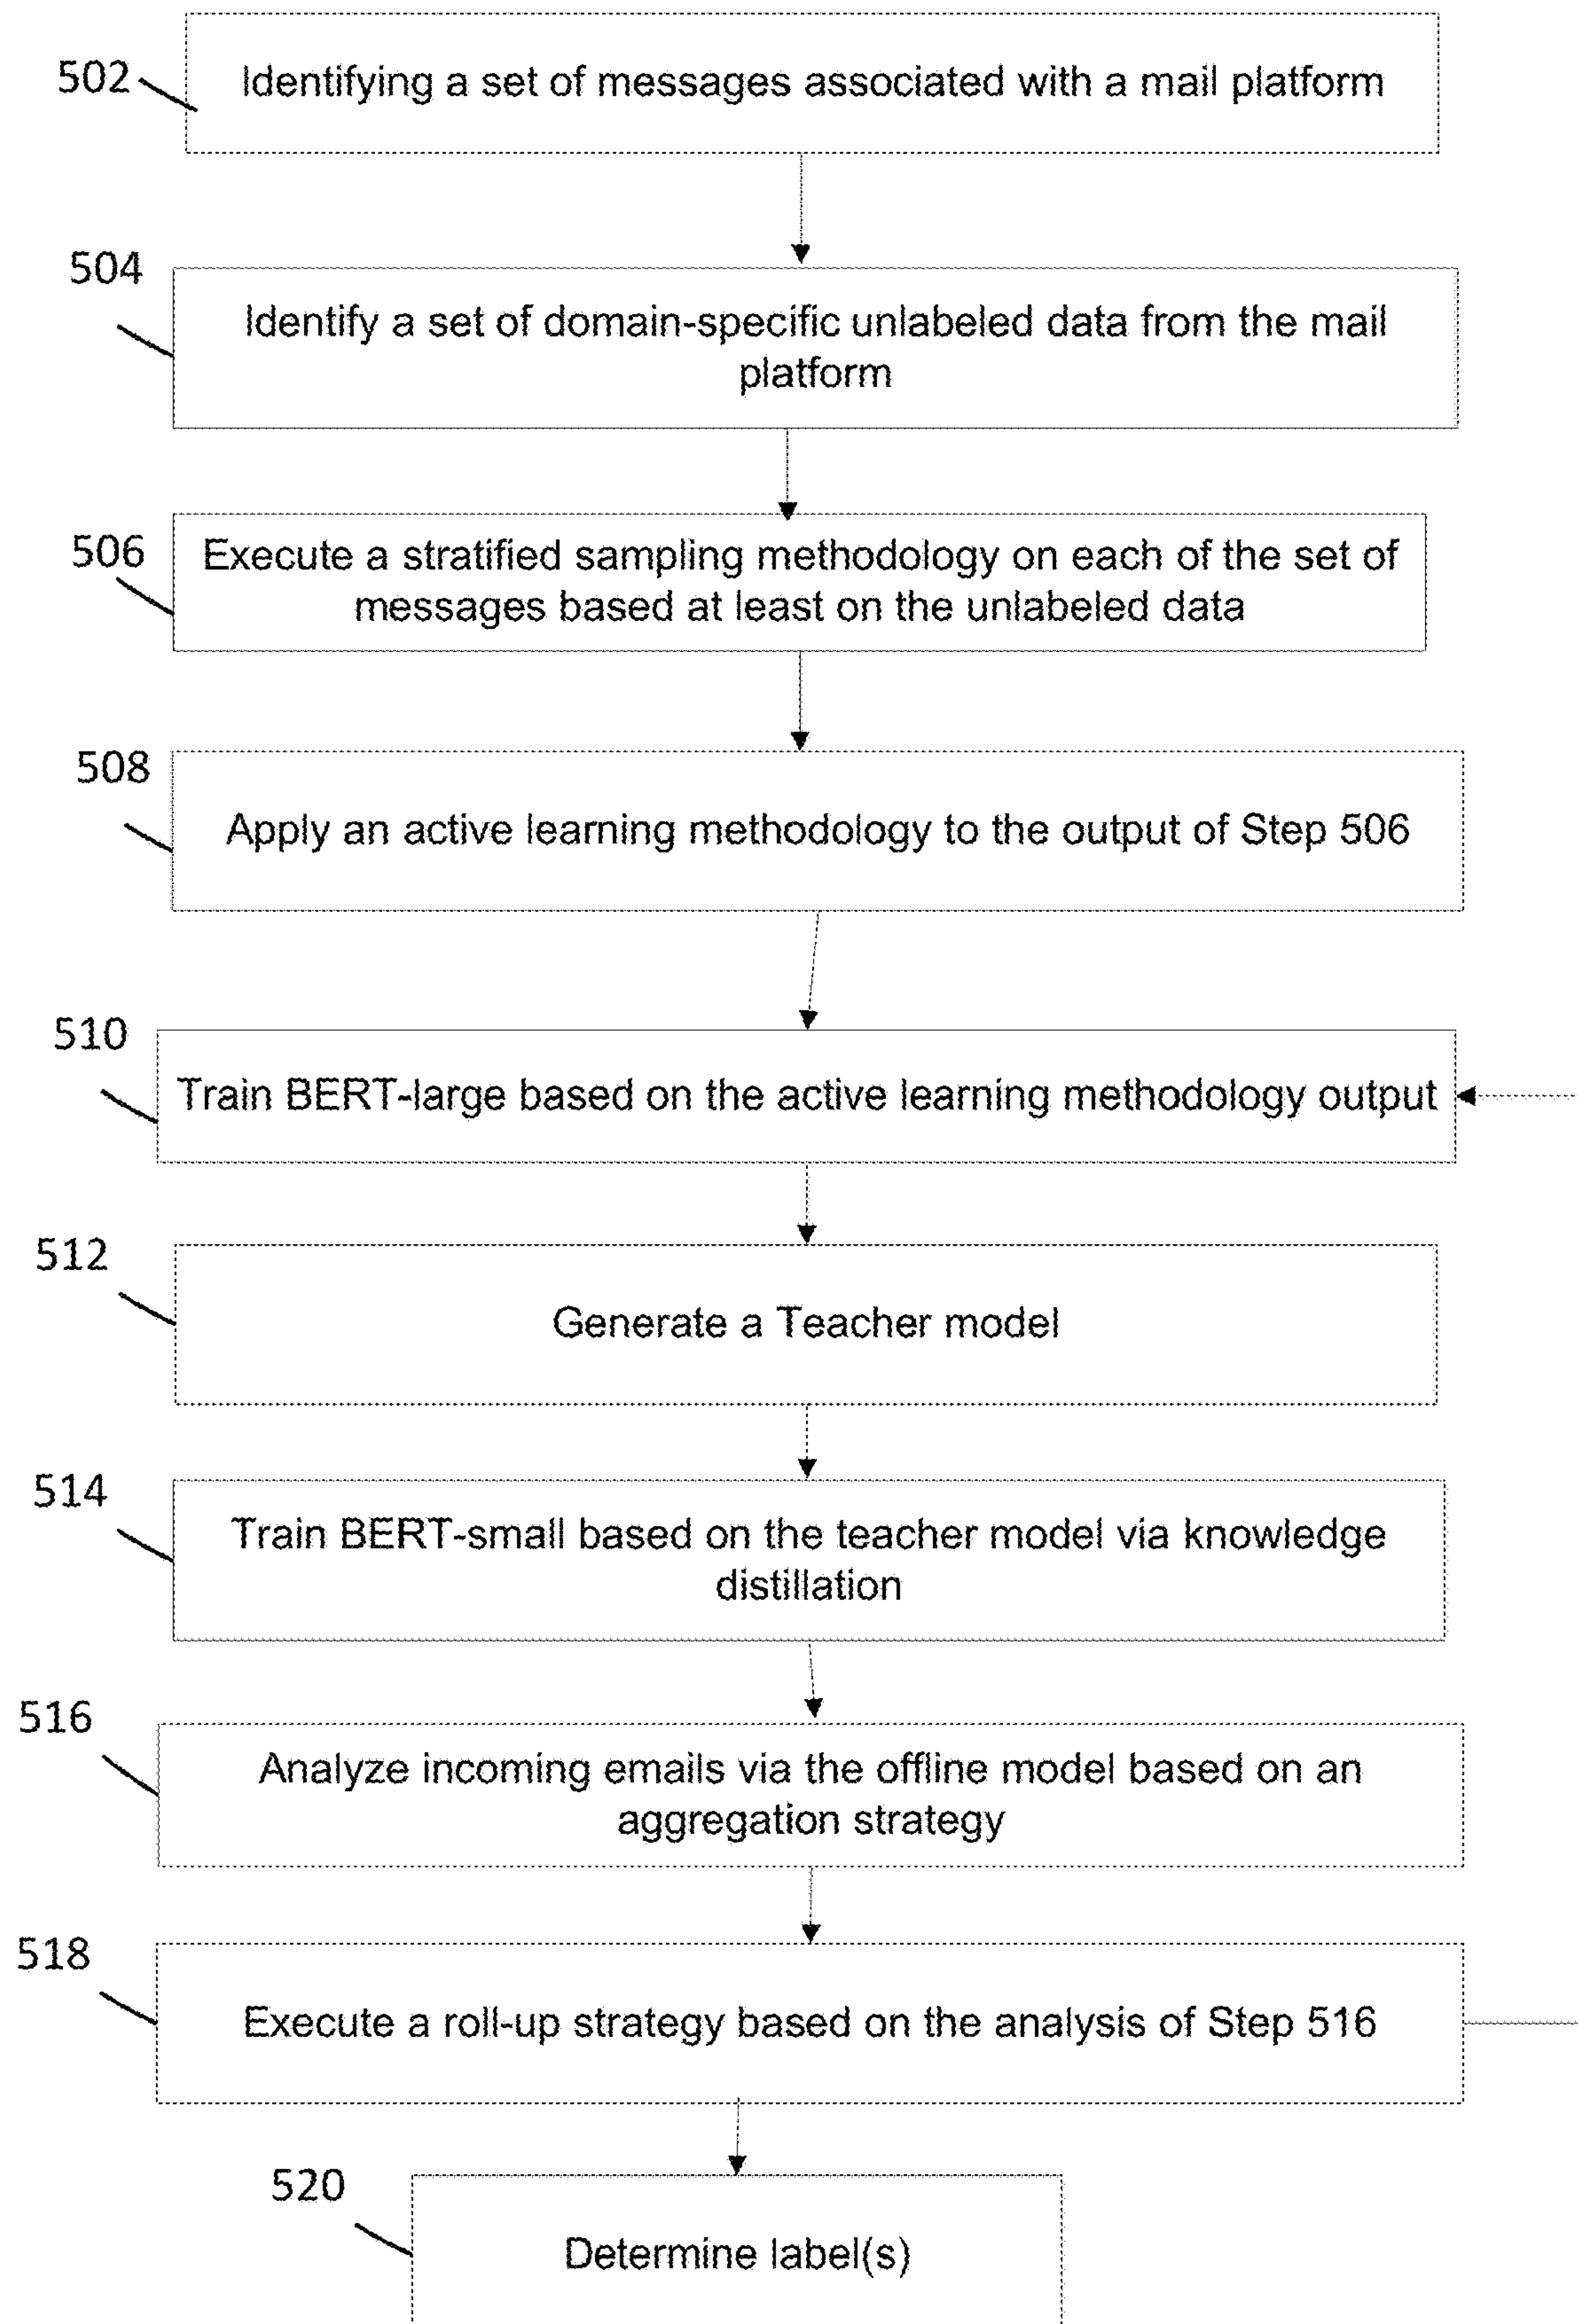 502
Identifying a set of messages associated with a mail platform
504
Identify a set of domain-specific unlabeled data from the mail
platform
506
Execute a stratified sampling methodology on each of the set of
messages based at least on the unlabeled data
508
Apply an active learning methodology to the output of Step 506
510
Train BERT-large based on the active learning methodology output
512
Generate a Teacher model
514
Train BERT-small based on the teacher model via knowledge
distillation
516
Analyze incoming emails via the offline model based on an
aggregation strategy
518
Execute a roll-up strategy based on the analysis of Step 516
520
Determine label(s)